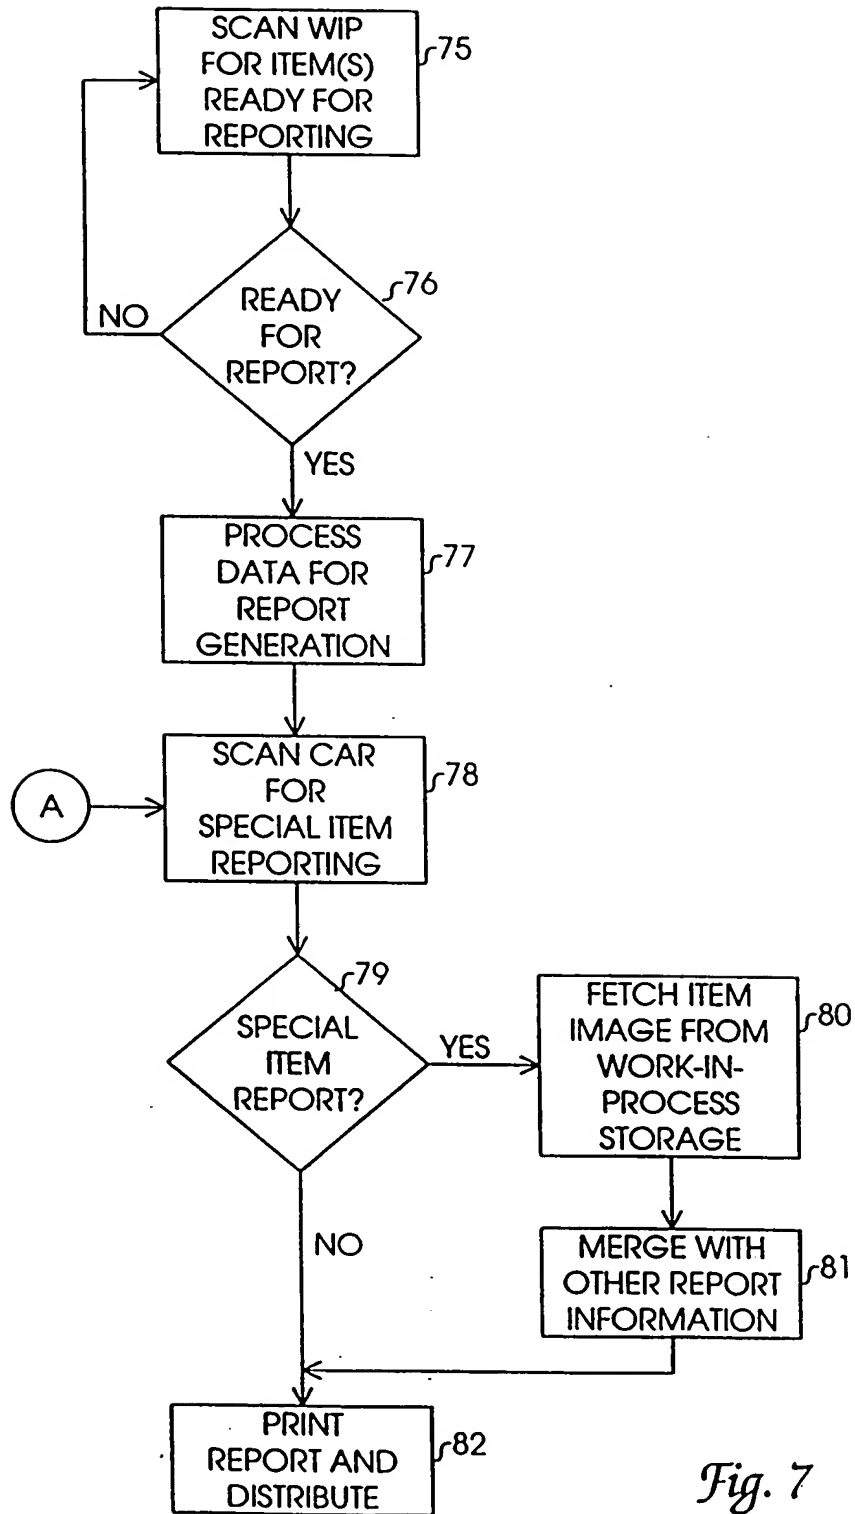 SCAN WIP
FOR ITEM(S)
READY FOR
REPORTING
75
READY
FOR
REPORT?
76
NO
YES
PROCESS
DATA FOR
REPORT
GENERATION
77
A
SCAN CAR
FOR
SPECIAL ITEM
REPORTING
78
SPECIAL
ITEM
REPORT?
79
YES
NO
FETCH ITEM
IMAGE FROM
WORK-IN-
PROCESS
STORAGE
80
MERGE WITH
OTHER REPORT
INFORMATION
81
PRINT
REPORT AND
DISTRIBUTE
82
Fig. 7